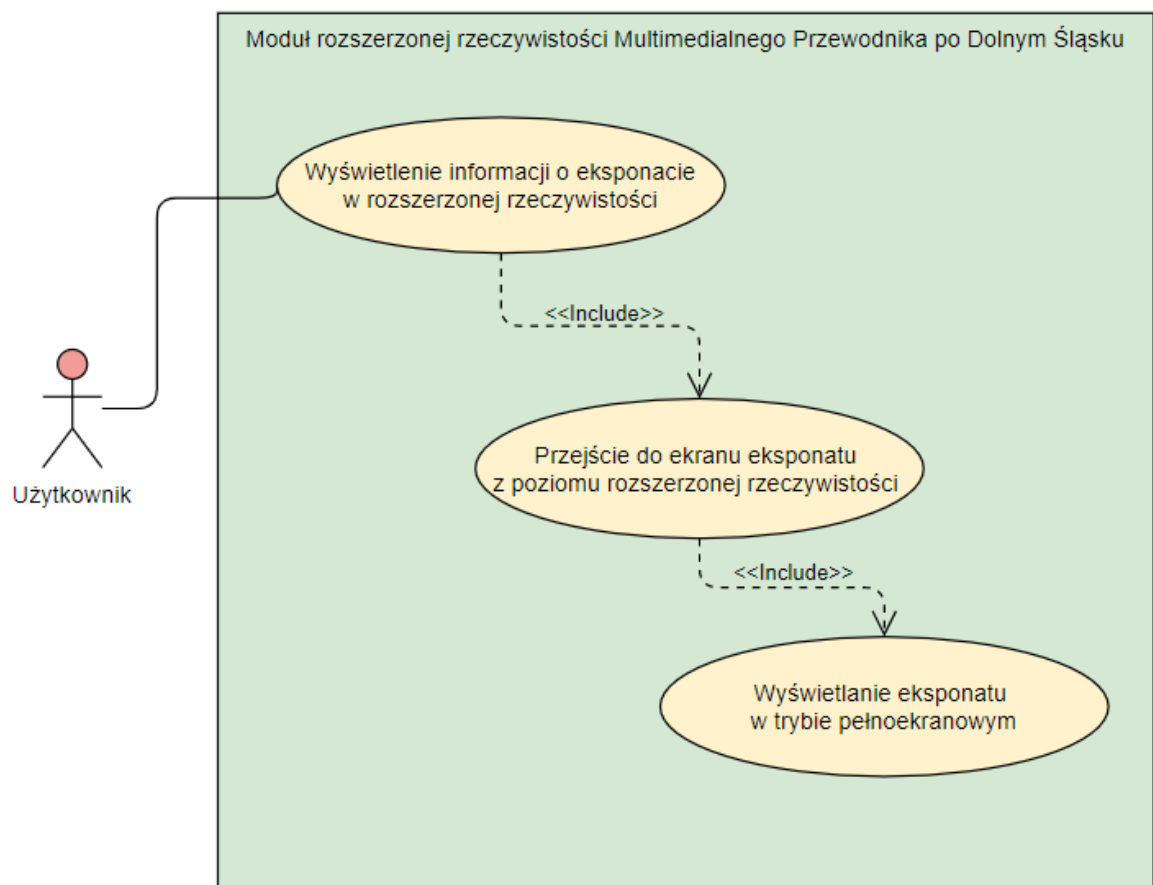 Moduł rozszerzonej rzeczywistości Multimedialnego Przewodnika po Dolnym Śląsku
Wyświetlenie informacji o eksponacie
w rozszerzonej rzeczywistości
<<Include>>
Przejście do ekranu eksponatu
z poziomu rozszerzonej rzeczywistości
Użytkownik
<<Include>>
Wyświetlanie eksponatu
w trybie pełnoekranowym